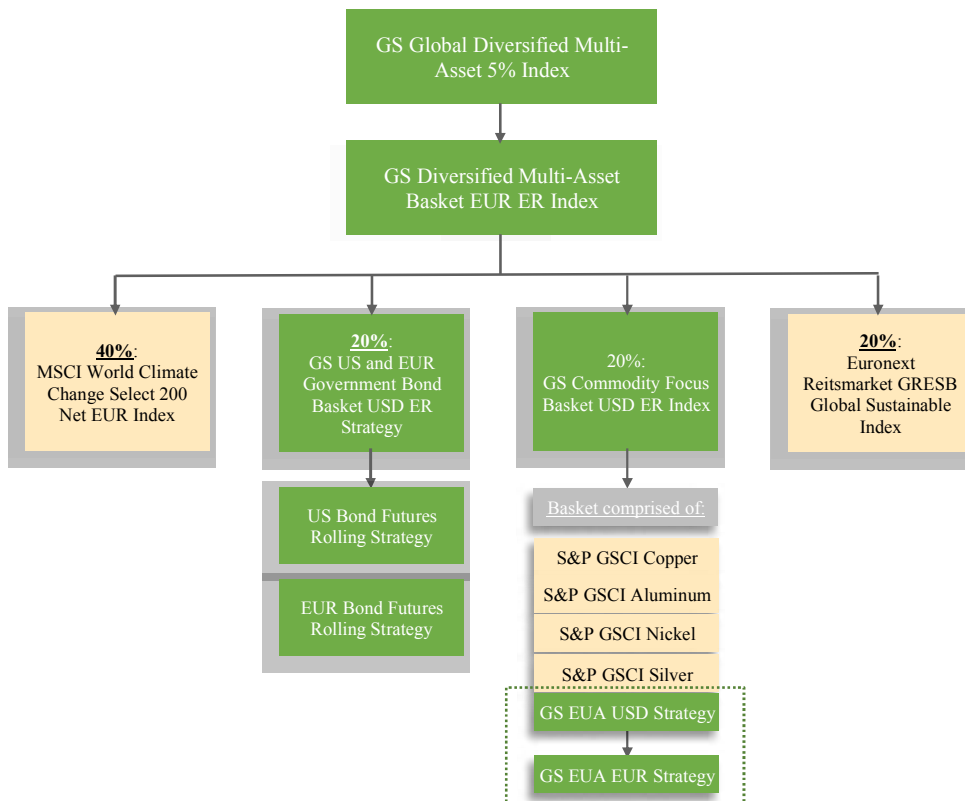 GS Global Diversified Multi-
Asset 5% Index
GS Diversified Multi-Asset
Basket EUR ER Index
40%:
MSCI World Climate
Change Select 200
Net EUR Index
20%:
GS US and EUR
Government Bond
Basket USD ER
Strategy
20%:
GS Commodity Focus
Basket USD ER Index
20%:
Euronext
Reitsmarket GRESB
Global Sustainable
Index
US Bond Futures
Rolling Strategy
EUR Bond Futures
Rolling Strategy
Basket comprised of:
S&P GSCI Copper
S&P GSCI Aluminum
S&P GSCI Nickel
S&P GSCI Silver
GS EUA USD Strategy
GS EUA EUR Strategy